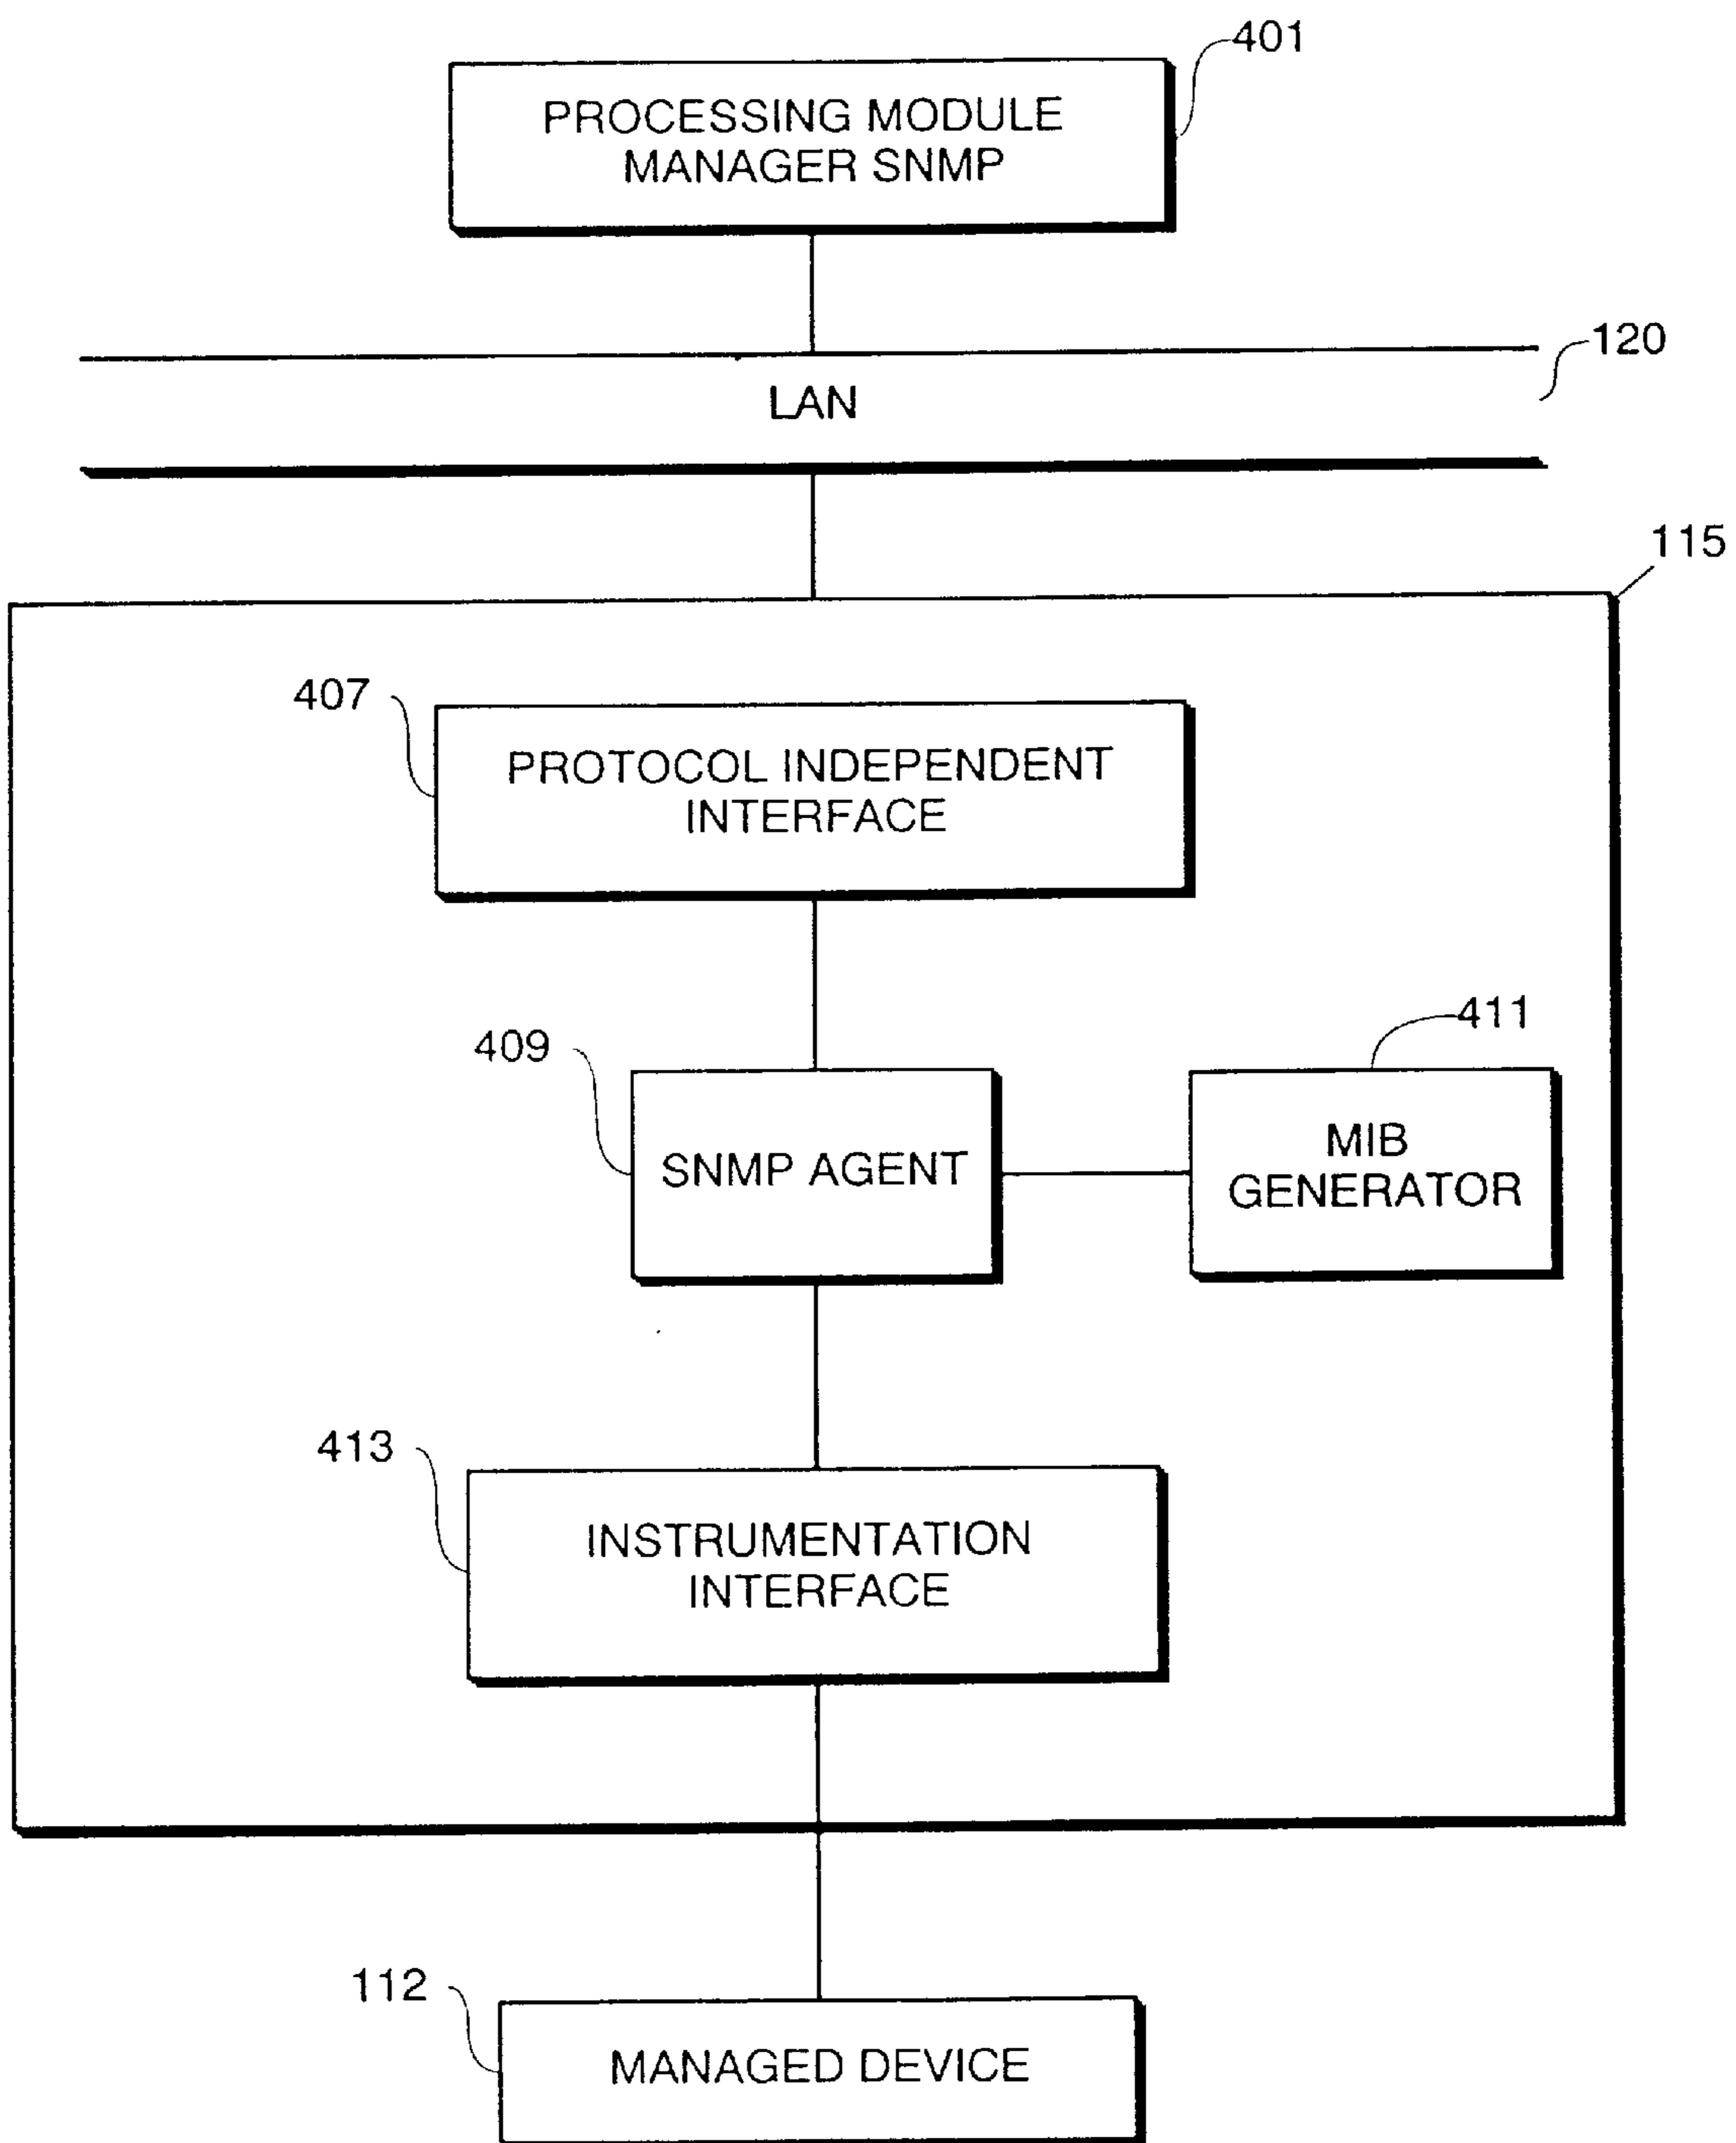 401
PROCESSING MODULE
MANAGER SNMP
120
LAN
115
407
PROTOCOL INDEPENDENT
INTERFACE
411
409
MIB
GENERATOR
SNMP AGENT
413
INSTRUMENTATION
INTERFACE
112
MANAGED DEVICE